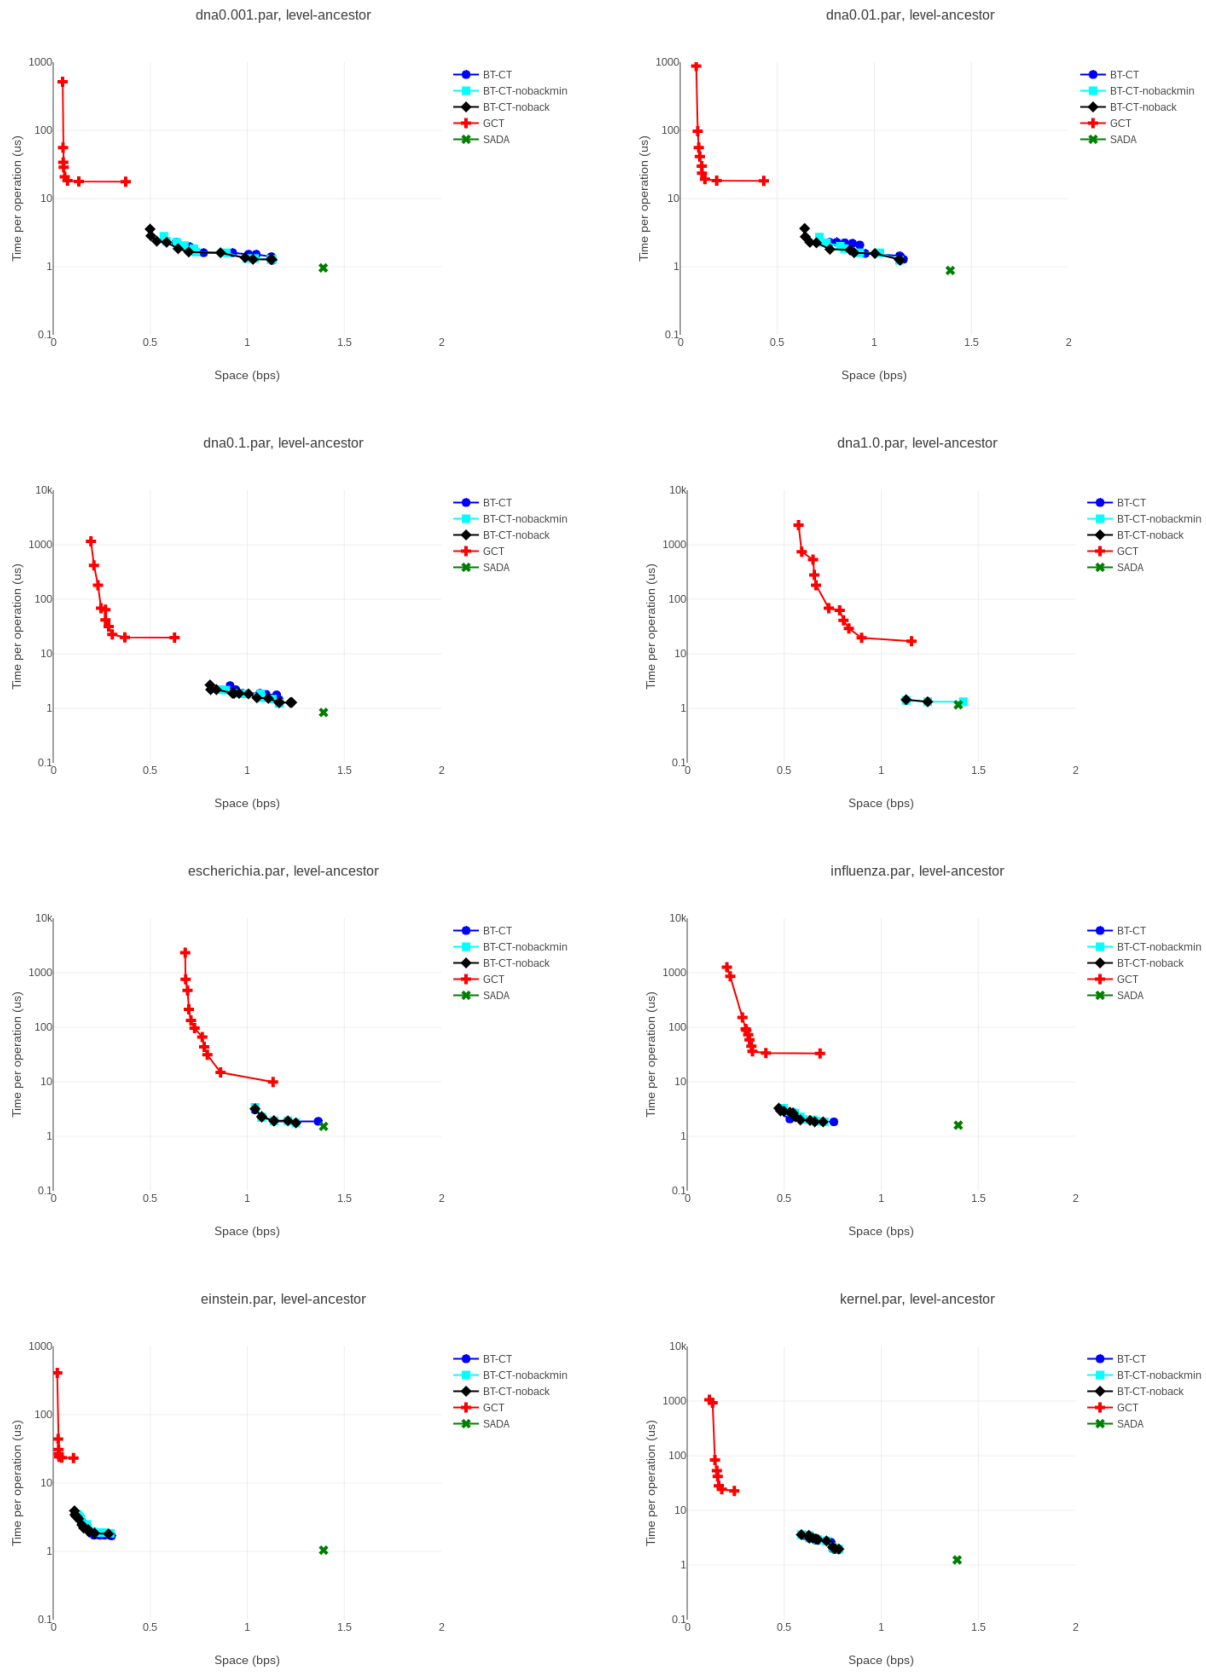 dna0.001.par, level-ancestor
1000
100
10
1
0.1
0
0.5
1
1.5
2
Time per operation (us)
Space (bps)
BT-CT
BT-CT-nobackmin
BT-CT-noback
GCT
SADA
dna0.01.par, level-ancestor
1000
100
10
1
0.1
0
0.5
1
1.5
2
Time per operation (us)
Space (bps)
BT-CT
BT-CT-nobackmin
BT-CT-noback
GCT
SADA
dna0.1.par, level-ancestor
10k
1000
100
10
1
0.1
0
0.5
1
1.5
2
Time per operation (us)
Space (bps)
BT-CT
BT-CT-nobackmin
BT-CT-noback
GCT
SADA
dna1.0.par, level-ancestor
10k
1000
100
10
1
0.1
0
0.5
1
1.5
2
Time per operation (us)
Space (bps)
BT-CT
BT-CT-nobackmin
BT-CT-noback
GCT
SADA
escherichia.par, level-ancestor
10k
1000
100
10
1
0.1
0
0.5
1
1.5
2
Time per operation (us)
Space (bps)
BT-CT
BT-CT-nobackmin
BT-CT-noback
GCT
SADA
influenza.par, level-ancestor
10k
1000
100
10
1
0.1
0
0.5
1
1.5
2
Time per operation (us)
Space (bps)
BT-CT
BT-CT-nobackmin
BT-CT-noback
GCT
SADA
einstein.par, level-ancestor
1000
100
10
1
0.1
0
0.5
1
1.5
2
Time per operation (us)
Space (bps)
BT-CT
BT-CT-nobackmin
BT-CT-noback
GCT
SADA
kernel.par, level-ancestor
10k
1000
100
10
1
0.1
0
0.5
1
1.5
2
Time per operation (us)
Space (bps)
BT-CT
BT-CT-nobackmin
BT-CT-noback
GCT
SADA